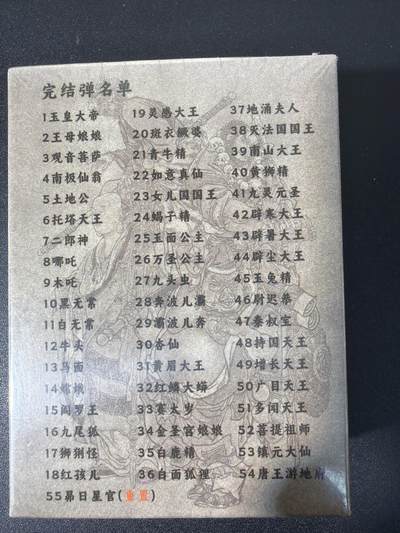 完结弹名单
1玉皇大帝
2王母娘娘
3观音菩萨
4南极仙翁
5土地公
6托塔天王
7二郎神
8哪吒
9木吒
10黑无常
11白无常
12牛头
13马面
14嫦娥
15阎罗王
16九尾狐
17狮猁怪
18红孩儿
19灵感大王
20斑衣鳜婆
21青牛精
22如意真仙
23女儿国国王
24蝎子精
25玉面公主
26万圣公主
27九头虫
28奔波儿灞
29灞波儿奔
30杏仙
31黄眉大王
32红鳞大蟒
33赛太岁
34金圣宫娘娘
35白鹿精
36白面狐狸
37地涌夫人
38灭法国国王
39南山大王
40黄狮精
41九灵元圣
42辟寒大王
43辟暑大王
44辟尘大王
45玉兔精
46尉迟恭
47秦叔宝
48持国天王
49增长天王
50广目天王
51多闻天王
52菩提祖师
53镇元大仙
54唐王游地府
55昴日星官(重置)